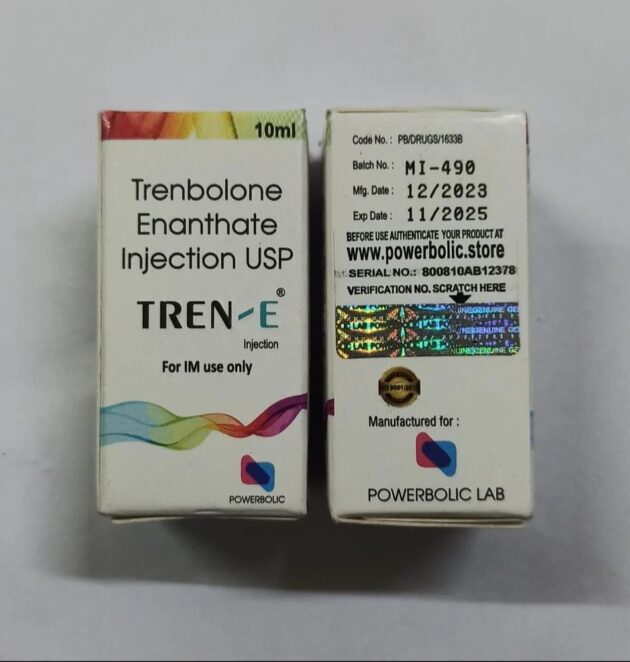 10ml
Trenbolone
Enanthate
Injection USP
TREN-E®
Injection
For IM use only
POWERBOLIC
Code No. : PB/DRUGS/1633B
Batch No. : MI-490
Mfg. Date : 12/2023
Exp Date : 11/2025
BEFORE USE AUTHENTICATE YOUR PRODUCT AT
www.powerbolic.store
SERIAL NO.: 800810AB12378
VERIFICATION NO. SCRATCH HERE
Manufactured for :
POWERBOLIC LAB